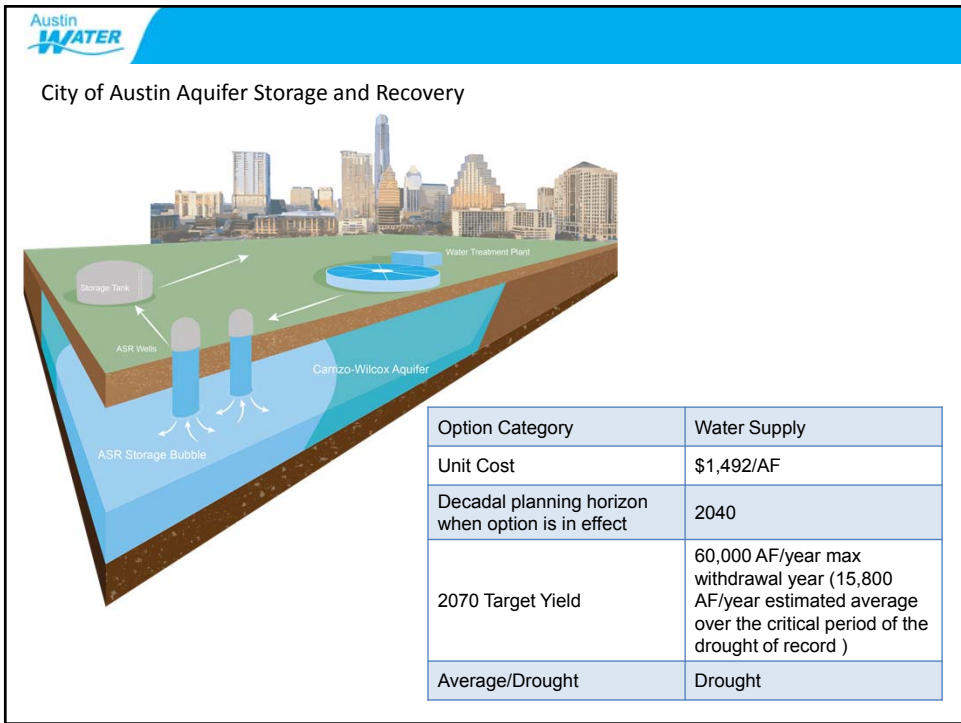 Austin
WATER
City of Austin Aquifer Storage and Recovery
Water Treatment Plant
Storage Tank
ASR Wells
Carrizo-Wilcox Aquifer
ASR Storage Bubble
Option Category
Water Supply
Unit Cost
$1,492/AF
Decadal planning horizon
when option is in effect
2040
2070 Target Yield
60,000 AF/year max
withdrawal year (15,800
AF/year estimated average
over the critical period of the
drought of record )
Average/Drought
Drought